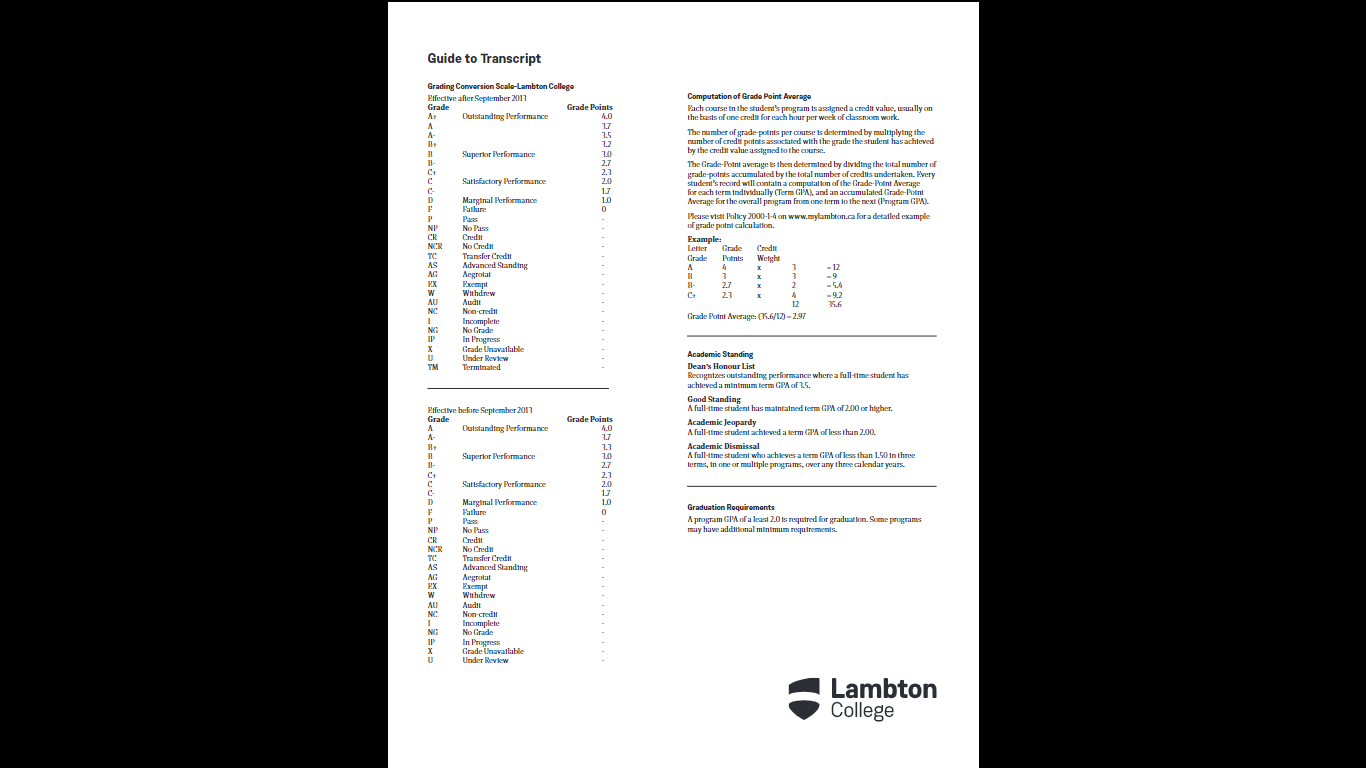 Guide to Transcript
Grading Conversion Scale-Lambton College
Effective after September 2013
Grade Grade Points
A+ Outstanding Performance 4.0
A 3.7
A- 3.5
B+ 3.2
B Superior Performance 3.0
B- 2.7
C+ 2.3
C Satisfactory Performance 2.0
C- 1.7
D Marginal Performance 1.0
F Failure 0
P Pass -
NP No Pass -
CR Credit -
NCR No Credit -
TC Transfer Credit -
AS Advanced Standing -
AG Aegrotat -
EX Exempt -
W Withdrew -
AU Audit -
NC Non-credit -
I Incomplete -
NG No Grade -
IP In Progress -
X Grade Unavailable -
U Under Review -
TM Terminated -
Effective before September 2013
Grade Grade Points
A Outstanding Performance 4.0
A- 3.7
B+ 3.3
B Superior Performance 3.0
B- 2.7
C+ 2.3
C Satisfactory Performance 2.0
C- 1.7
D Marginal Performance 1.0
F Failure 0
P Pass -
NP No Pass -
CR Credit -
NCR No Credit -
TC Transfer Credit -
AS Advanced Standing -
AG Aegrotat -
EX Exempt -
W Withdrew -
AU Audit -
NC Non-credit -
I Incomplete -
NG No Grade -
IP In Progress -
X Grade Unavailable -
U Under Review -
Computation of Grade Point Average
Each course in the student's program is assigned a credit value, usually on
the basis of one credit for each hour per week of classroom work.
The number of grade-points per course is determined by multiplying the
number of credit points associated with the grade the student has achieved
by the credit value assigned to the course.
The Grade-Point average is then determined by dividing the total number of
grade-points accumulated by the total number of credits undertaken. Every
student's record will contain a computation of the Grade-Point Average
for each term individually (Term GPA), and an accumulated Grade-Point
Average for the overall program from one term to the next (Program GPA).
Please visit Policy 2000-1-4 on www.mylambton.ca for a detailed example
of grade point calculation.
Example:
Letter Grade Credit
Grade Points Weight
A 4 x 3 = 12
B 3 x 3 = 9
B- 2.7 x 2 = 5.4
C+ 2.3 x 4 = 9.2
12 35.6
Grade Point Average: (35.6/12) = 2.97
Academic Standing
Dean's Honour List
Recognizes outstanding performance where a full-time student has
achieved a minimum term GPA of 3.5.
Good Standing
A full-time student has maintained term GPA of 2.00 or higher.
Academic Jeopardy
A full-time student achieved a term GPA of less than 2.00.
Academic Dismissal
A full-time student who achieves a term GPA of less than 1.50 in three
terms, in one or multiple programs, over any three calendar years.
Graduation Requirements
A program GPA of a least 2.0 is required for graduation. Some programs
may have additional minimum requirements.
Lambton
College